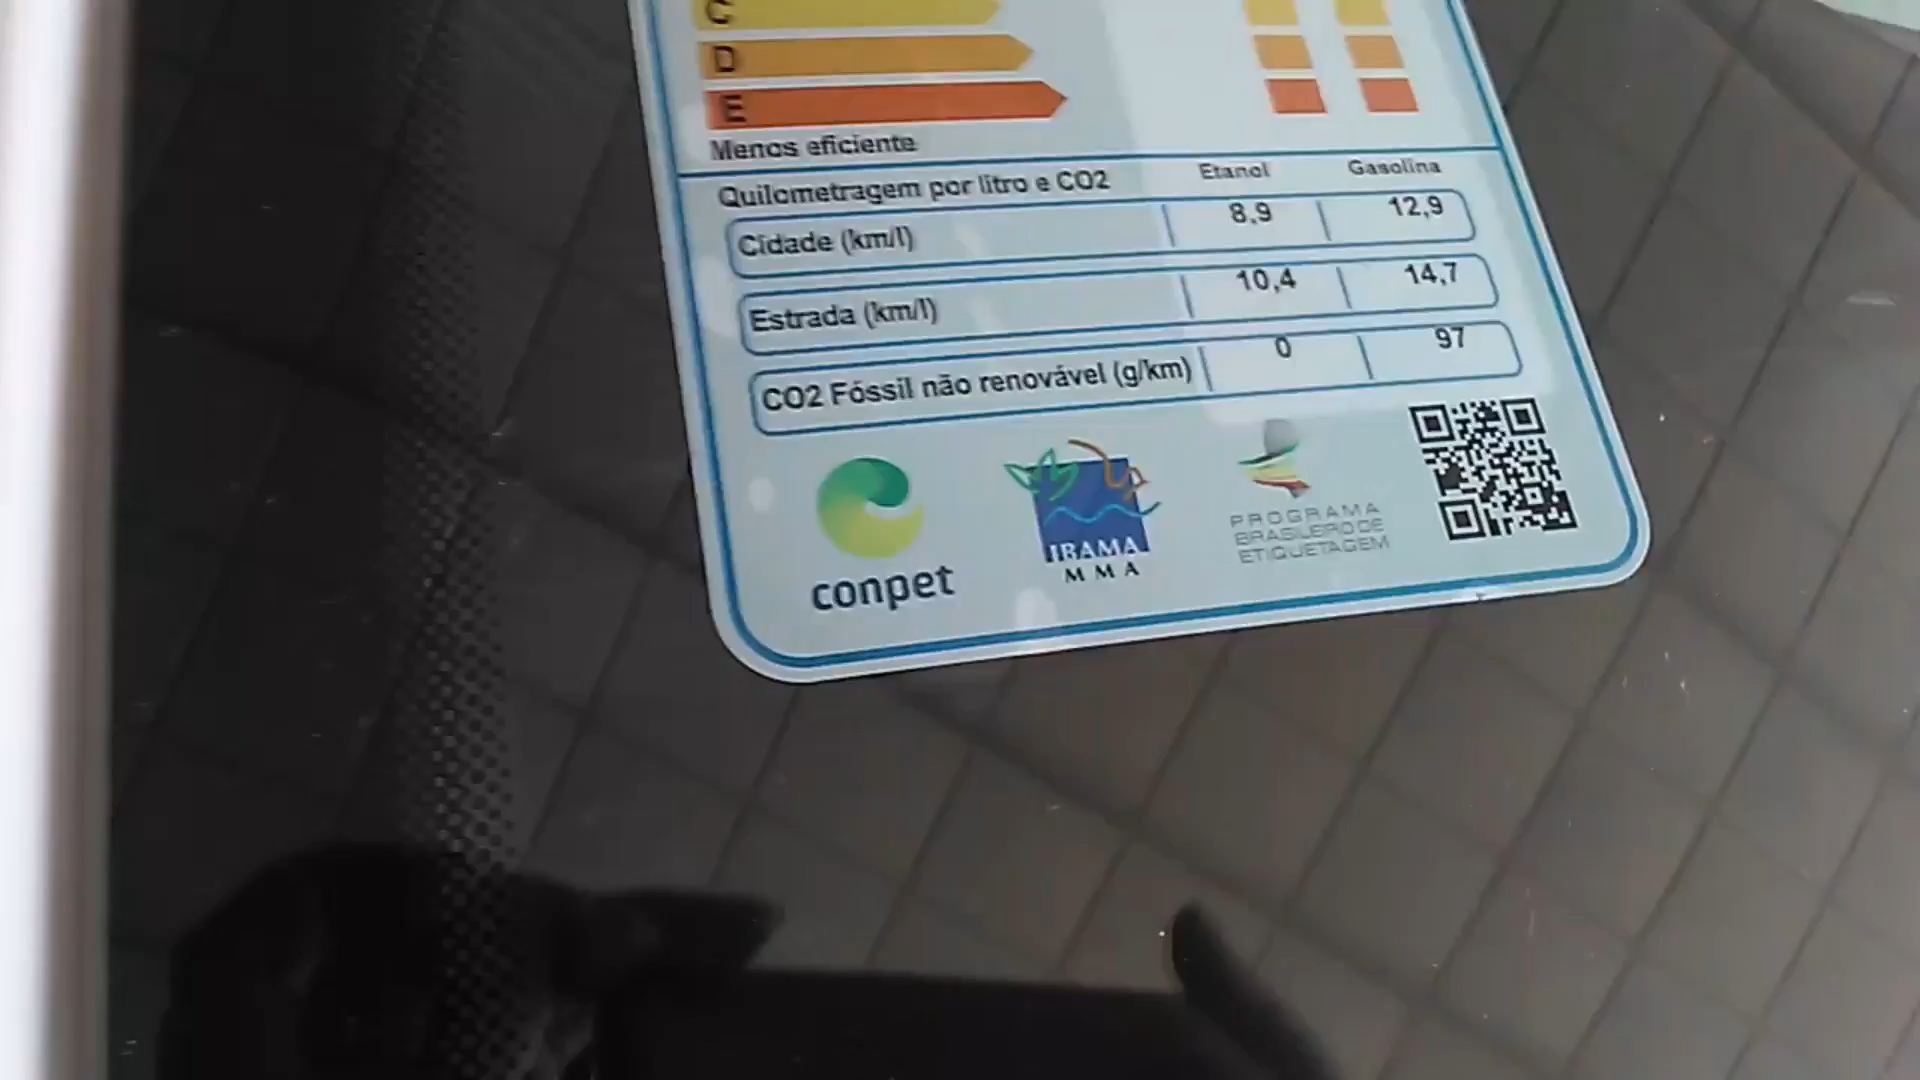 C
D
E
Menos eficiente
Quilometragem por litro e CO2 Etanol Gasolina
Cidade (km/l) 8,9 12,9
Estrada (km/l) 10,4 14,7
CO2 Fóssil não renovável (g/km) 0 97
conpet
IBAMA
MMA
PROGRAMA
BRASILEIRO DE
ETIQUETAGEM